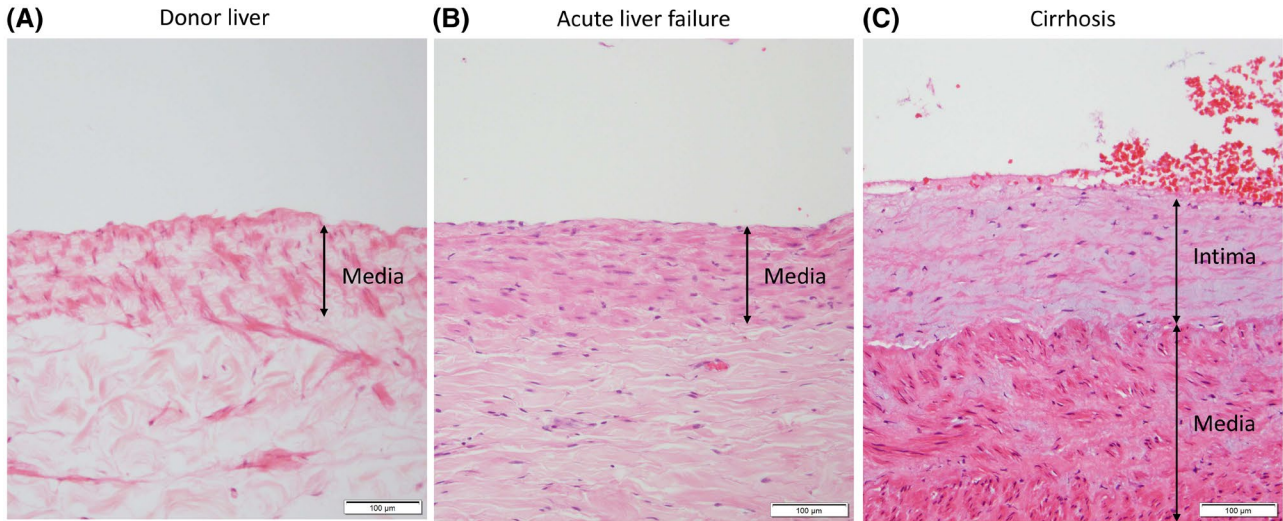 (A) Donor liver
(B) Acute liver failure
(C) Cirrhosis
Media
Media
Intima
Media
100 µm
100 µm
100 µm